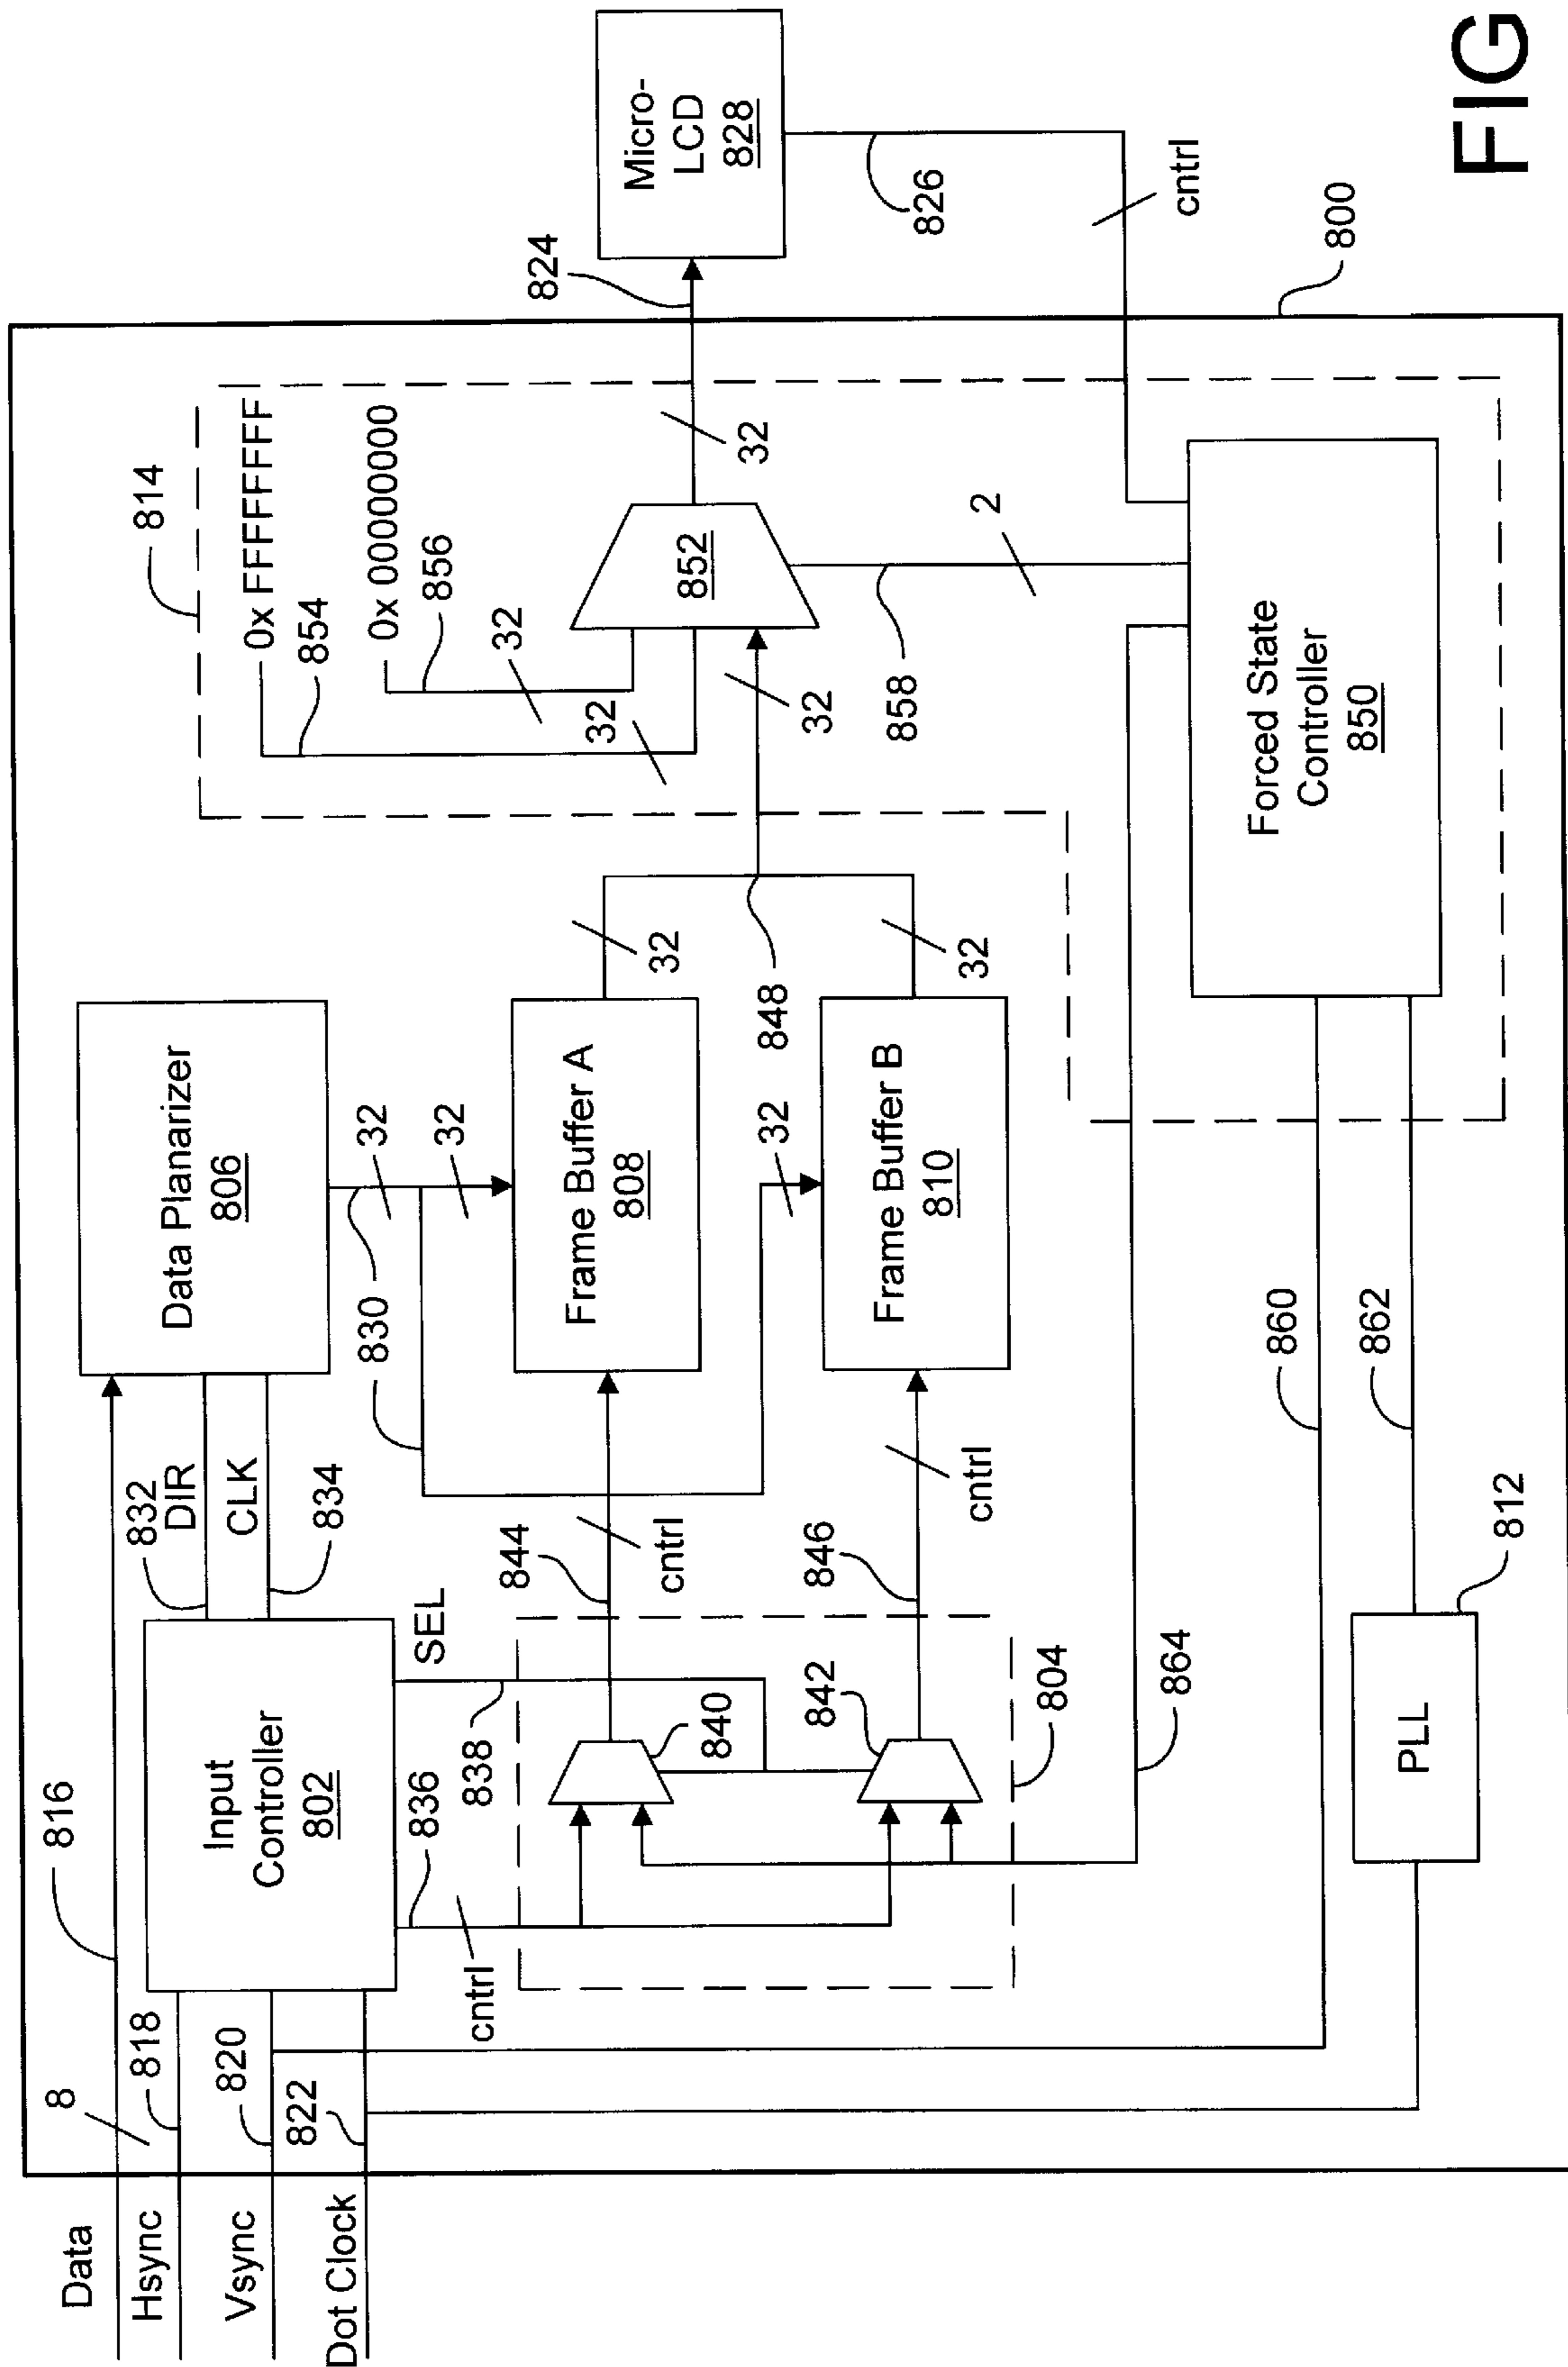 Data
Hsync
Vsync
Dot Clock
8
816
818
820
822
Input
Controller
802
832
DIR
CLK
834
Data Planarizer
806
836
cntrl
SEL
838
840
842
804
844
cntrl
846
cntrl
864
830
32
32
32
Frame Buffer A
808
Frame Buffer B
810
32
32
848
814
0x FFFFFFFF
854
0x 00000000
856
32
32
32
852
32
858
2
824
Micro-
LCD
828
826
cntrl
800
Forced State
Controller
850
860
862
PLL
812
FIG